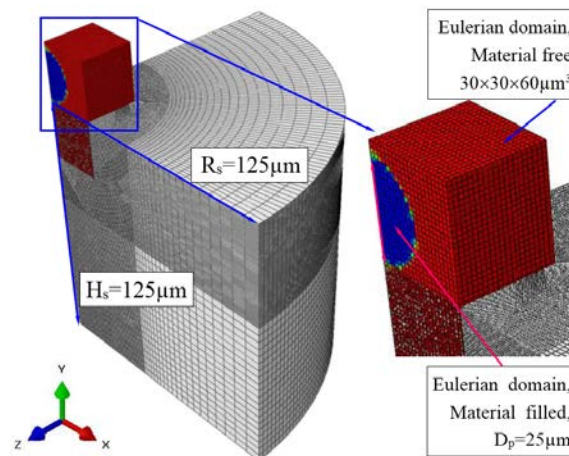 Eulerian domain,
Material free
30×30×60μm³
Rs=125μm
Hs=125μm
Y
Z
X
Eulerian domain,
Material filled,
Dp=25μm